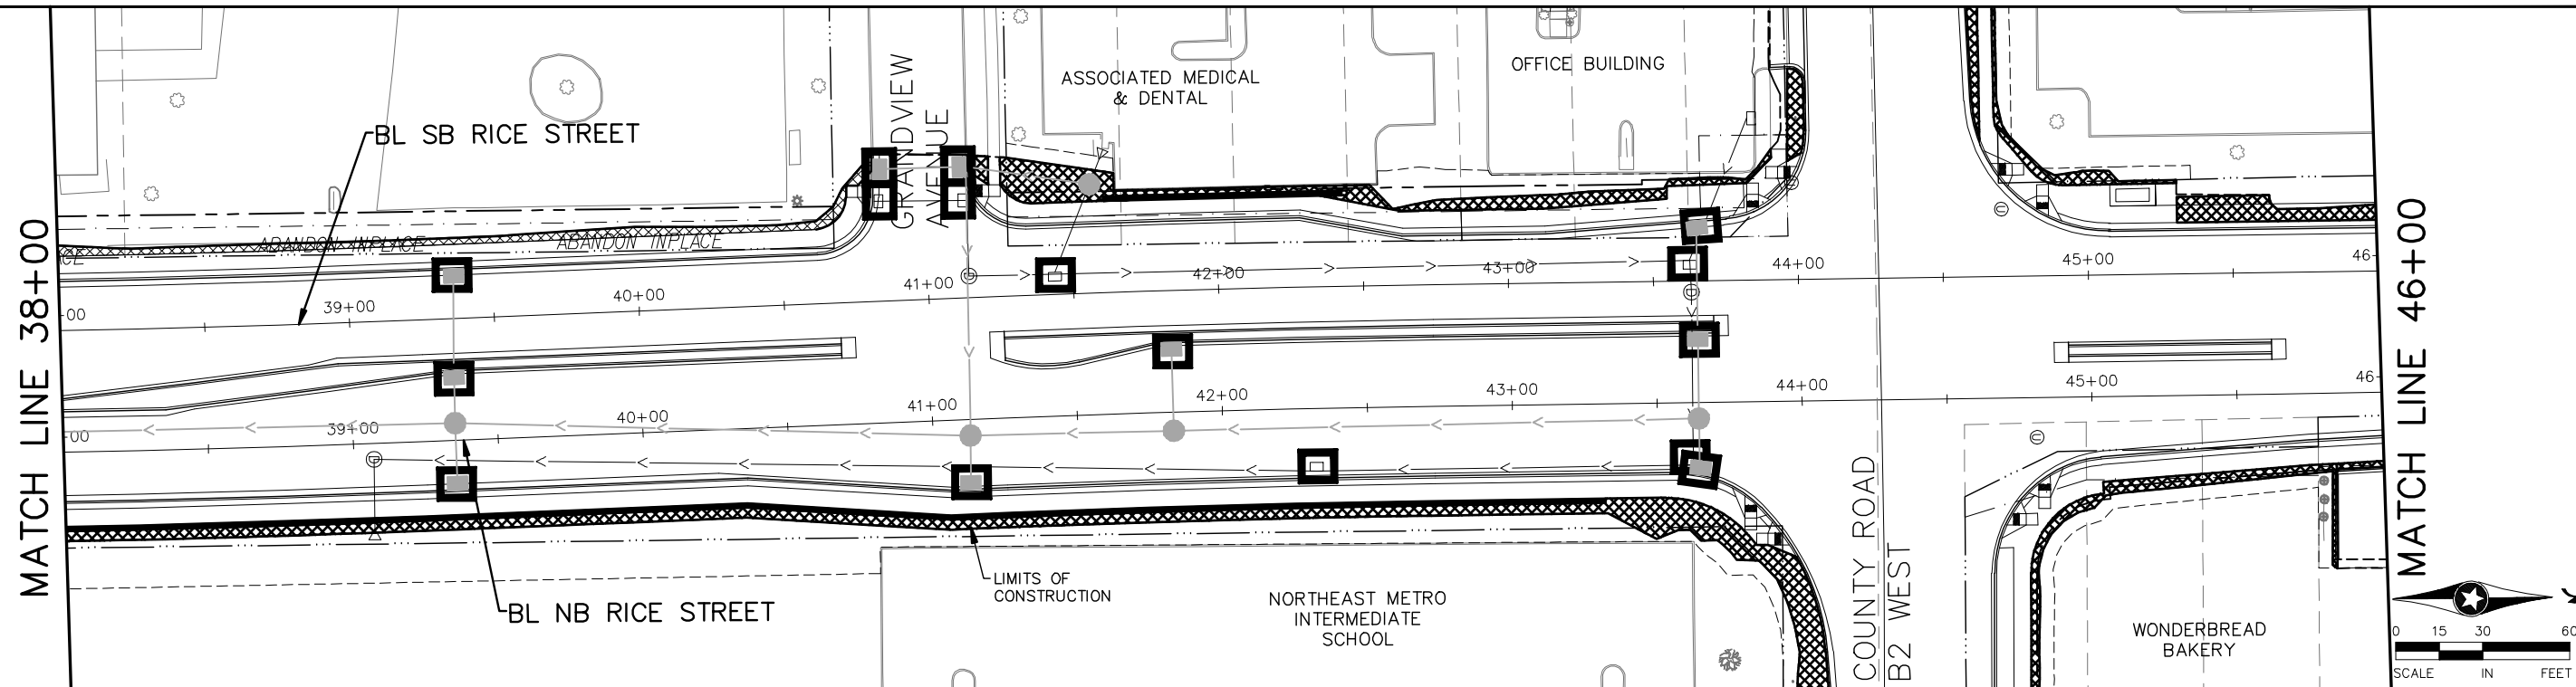 MATCH LINE 38+00
BL SB RICE STREET
GRANDVIEW
AVENUE
ASSOCIATED MEDICAL
& DENTAL
OFFICE BUILDING
ABANDON INPLACE
ABANDON INPLACE
CE
00
39+00
40+00
41+00
42+00
43+00
44+00
45+00
46
00
39+00
40+00
41+00
42+00
43+00
44+00
45+00
46
MATCH LINE 46+00
BL NB RICE STREET
LIMITS OF
CONSTRUCTION
NORTHEAST METRO
INTERMEDIATE
SCHOOL
COUNTY ROAD
B2 WEST
WONDERBREAD
BAKERY
0 15 30 60
SCALE IN FEET